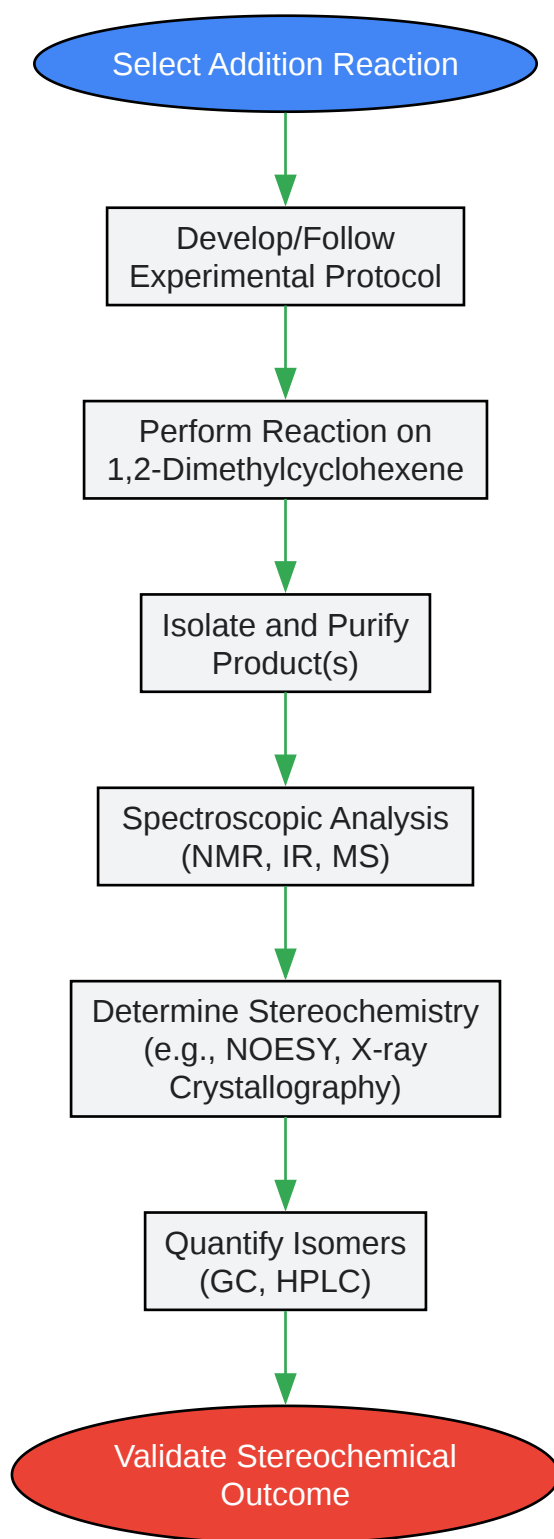 Select Addition Reaction
Develop/Follow
Experimental Protocol
Perform Reaction on
1,2-Dimethylcyclohexene
Isolate and Purify
Product(s)
Spectroscopic Analysis
(NMR, IR, MS)
Determine Stereochemistry
(e.g., NOESY, X-ray
Crystallography)
Quantify Isomers
(GC, HPLC)
Validate Stereochemical
Outcome